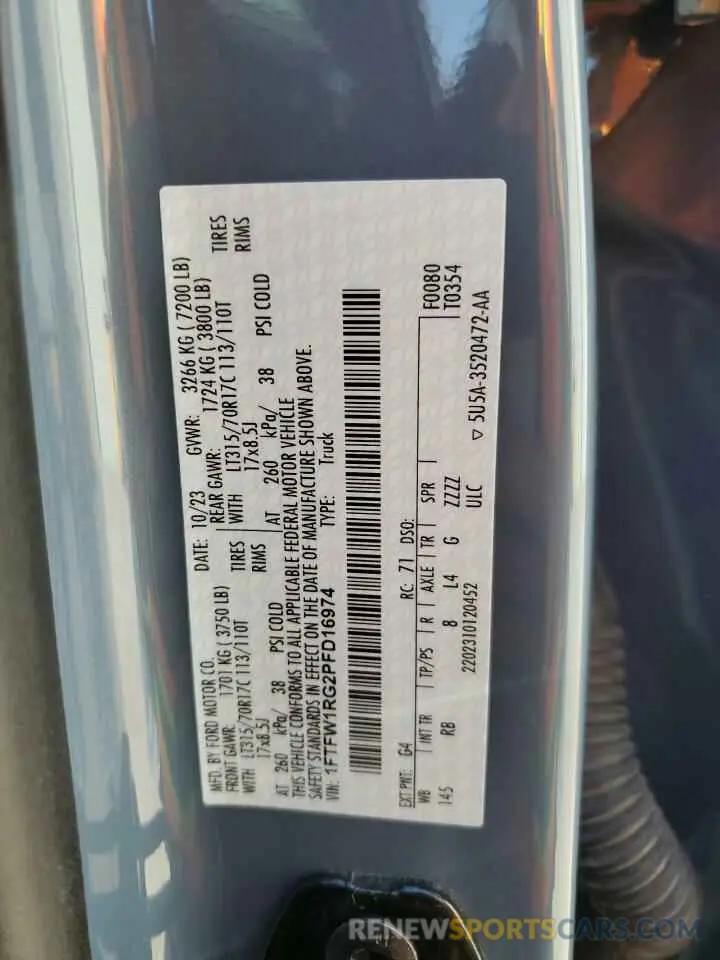 MFD. BY FORD MOTOR CO.
DATE: 10/23 GVWR: 3266 KG ( 7200 LB)
FRONT GAWR: 1701 KG ( 3750 LB) REAR GAWR: 1724 KG ( 3800 LB)
WITH LT315/70R17C 113/110T TIRES WITH LT315/70R17C 113/110T TIRES
17x8.5J RIMS 17x8.5J RIMS
AT 260 kPa/ 38 PSI COLD AT 260 kPa/ 38 PSI COLD
THIS VEHICLE CONFORMS TO ALL APPLICABLE FEDERAL MOTOR VEHICLE
SAFETY STANDARDS IN EFFECT ON THE DATE OF MANUFACTURE SHOWN ABOVE.
VIN: 1FTFW1RG2PFD16974 TYPE: Truck
EXT PNT: G4 RC: 71 DSO: F0080
WB INT TR TP/PS R AXLE TR SPR T0354
145 RB 8 L4 G ZZZZ
2202310120452 ULC 5U5A-3520472-AA
RENEWSPORTSCARS.COM